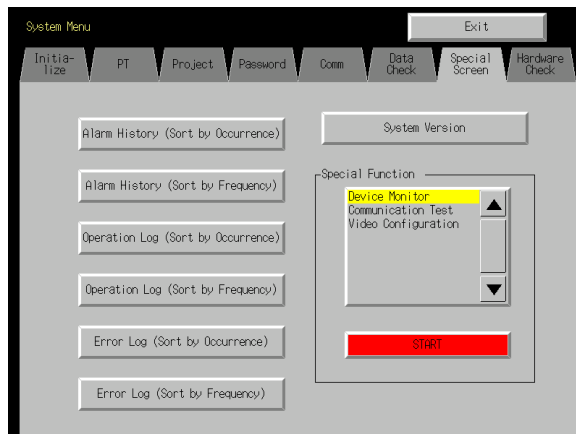 System Menu
Exit
Initia-
lize
PT
Project
Password
Comm
Data
Check
Special
Screen
Hardware
Check
Alarm History (Sort by Occurrence)
System Version
Alarm History (Sort by Frequency)
Special Function
Device Monitor
Communication Test
Video Configuration
Operation Log (Sort by Occurrence)
Operation Log (Sort by Frequency)
Error Log (Sort by Occurrence)
START
Error Log (Sort by Frequency)